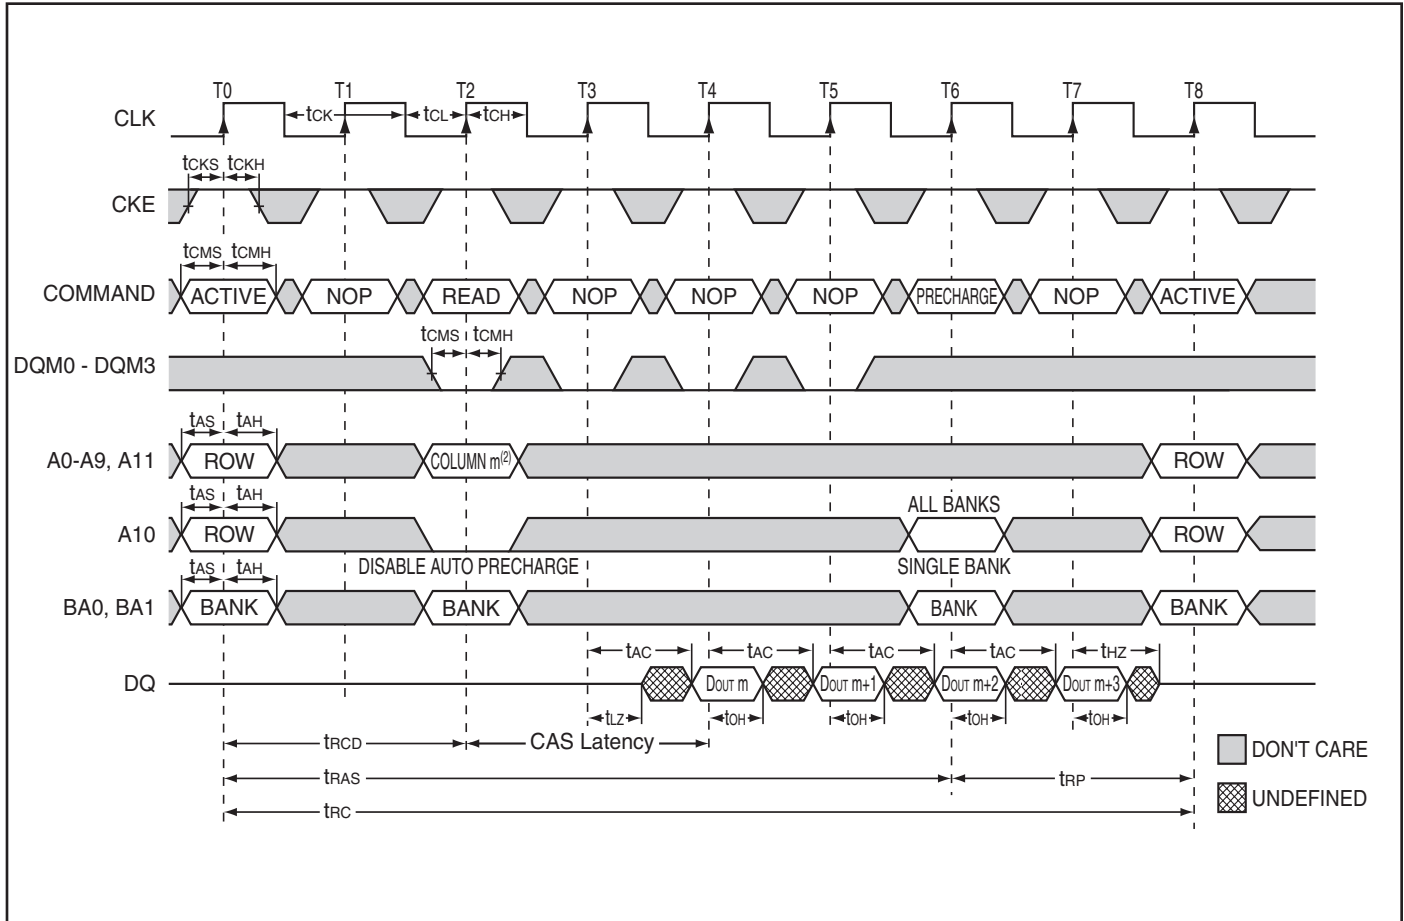 T0 T1 T2 T3 T4 T5 T6 T7 T8
CLK tCK tCL tCH
tCKS tCKH
CKE
tCMS tCMH
COMMAND ACTIVE NOP READ NOP NOP NOP PRECHARGE NOP ACTIVE
tCMS tCMH
DQM0 - DQM3
tAS tAH
A0-A9, A11 ROW COLUMN m(2) ROW
tAS tAH ALL BANKS
A10 ROW ROW
DISABLE AUTO PRECHARGE SINGLE BANK
tAS tAH
BA0, BA1 BANK BANK BANK BANK
tAC tAC tAC tAC tHZ
DQ DOUT m DOUT m+1 DOUT m+2 DOUT m+3
tLZ tOH tOH tOH tOH
tRCD CAS Latency
DON'T CARE
tRAS tRP
UNDEFINED
tRC